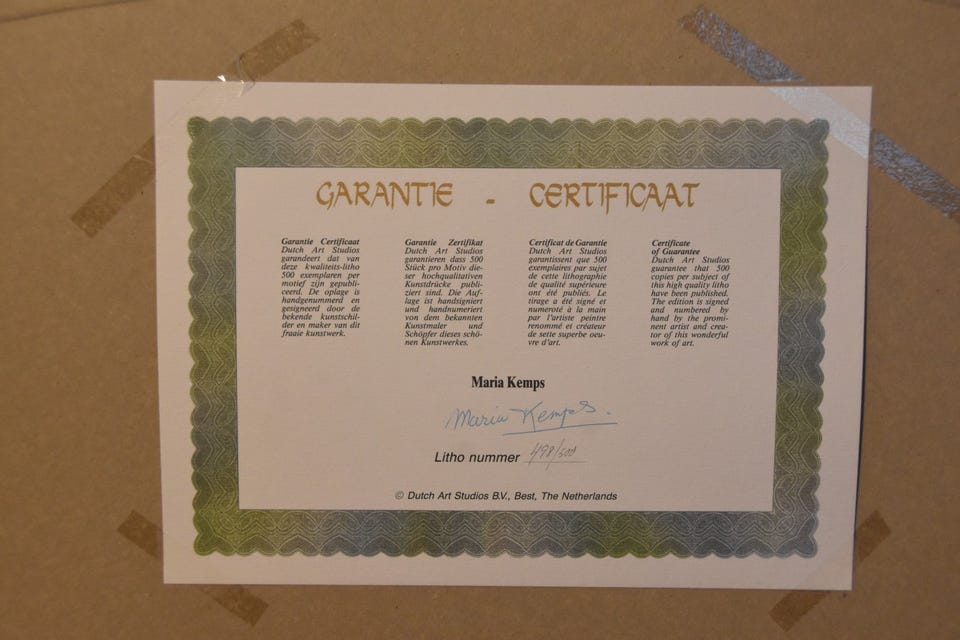 GARANTIE - CERTIFICAAT
Garantie Certificaat
Dutch Art Studios
garandeert dat van
deze kwaliteits-litho
500 exemplaren per
motief zijn gepubli-
ceerd. De oplage is
handgenummerd en
gesigneerd door de
bekende kunstschil-
der en maker van dit
fraaie kunstwerk.
Garantie Zertifikat
Dutch Art Studios
garantieren dass 500
Stück pro Motiv die-
ser hochqualitativen
Kunstdrücke publi-
ziert sind. Die Auf-
lage ist handsigniert
und handnumeriert
von dem bekannten
Kunstmaler und
Schöpfer dieses schö-
nen Kunstwerkes.
Certificat de Garantie
Dutch Art Studios
garantissent que 500
exemplaires par sujet
de cette lithographie
de qualité supérieure
ont été publiés. Le
tirage a été signé et
numeroté à la main
par l'artiste peintre
renommé et créateur
de sette superbe oeu-
vre d'art.
Certificate
of Guarantee
Dutch Art Studios
guarantee that 500
copies per subject of
this high quality litho
have been published.
The edition is signed
and numbered by
hand by the promi-
nent artist and crea-
tor of this wonderful
work of art.
Maria Kemps
Maria Kemps.
Litho nummer 498/500
© Dutch Art Studios B.V., Best, The Netherlands